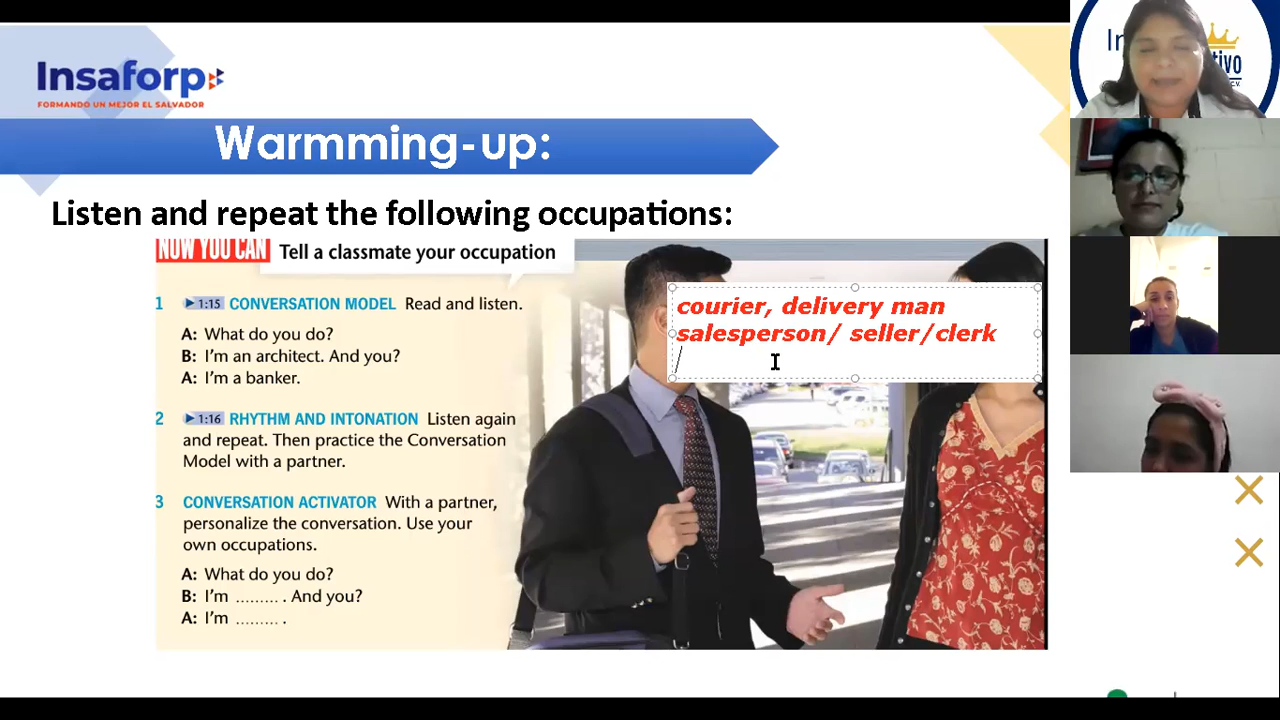 Insaforp
FORMANDO UN MEJOR EL SALVADOR
Warmming-up:
Listen and repeat the following occupations:
NOW YOU CAN Tell a classmate your occupation
1 1:15 CONVERSATION MODEL Read and listen.
A: What do you do?
B: I'm an architect. And you?
A: I'm a banker.
2 1:16 RHYTHM AND INTONATION Listen again
and repeat. Then practice the Conversation
Model with a partner.
3 CONVERSATION ACTIVATOR With a partner,
personalize the conversation. Use your
own occupations.
A: What do you do?
B: I'm ......... . And you?
A: I'm ......... .
courier, delivery man
salesperson/ seller/clerk